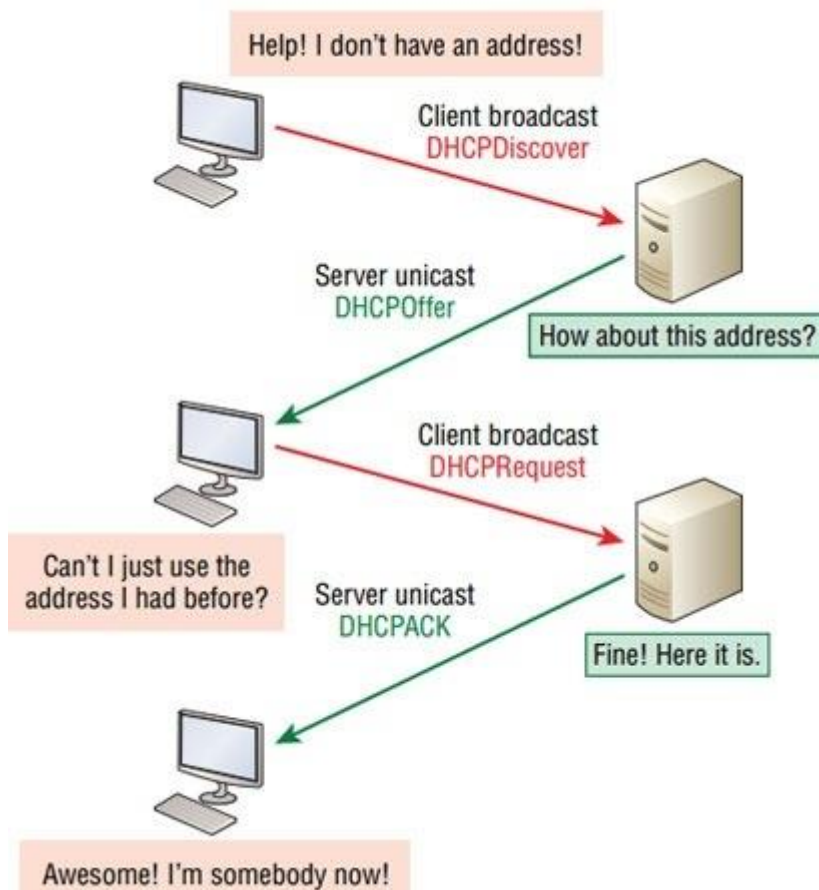 Help! I don't have an address!
Client broadcast
DHCPDiscover
Server unicast
DHCPOffer
How about this address?
Client broadcast
DHCPRequest
Can't I just use the
address I had before?
Server unicast
DHCPACK
Fine! Here it is.
Awesome! I'm somebody now!